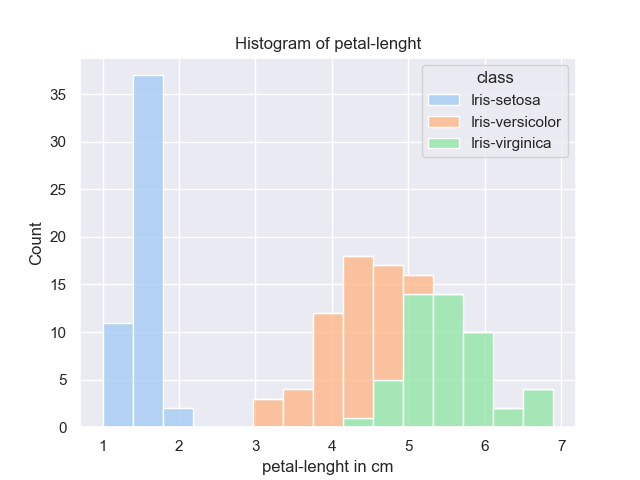 Histogram of petal-lenght
class
Iris-setosa
Iris-versicolor
Iris-virginica
35
30
25
20
15
10
5
0
Count
1 2 3 4 5 6 7
petal-lenght in cm